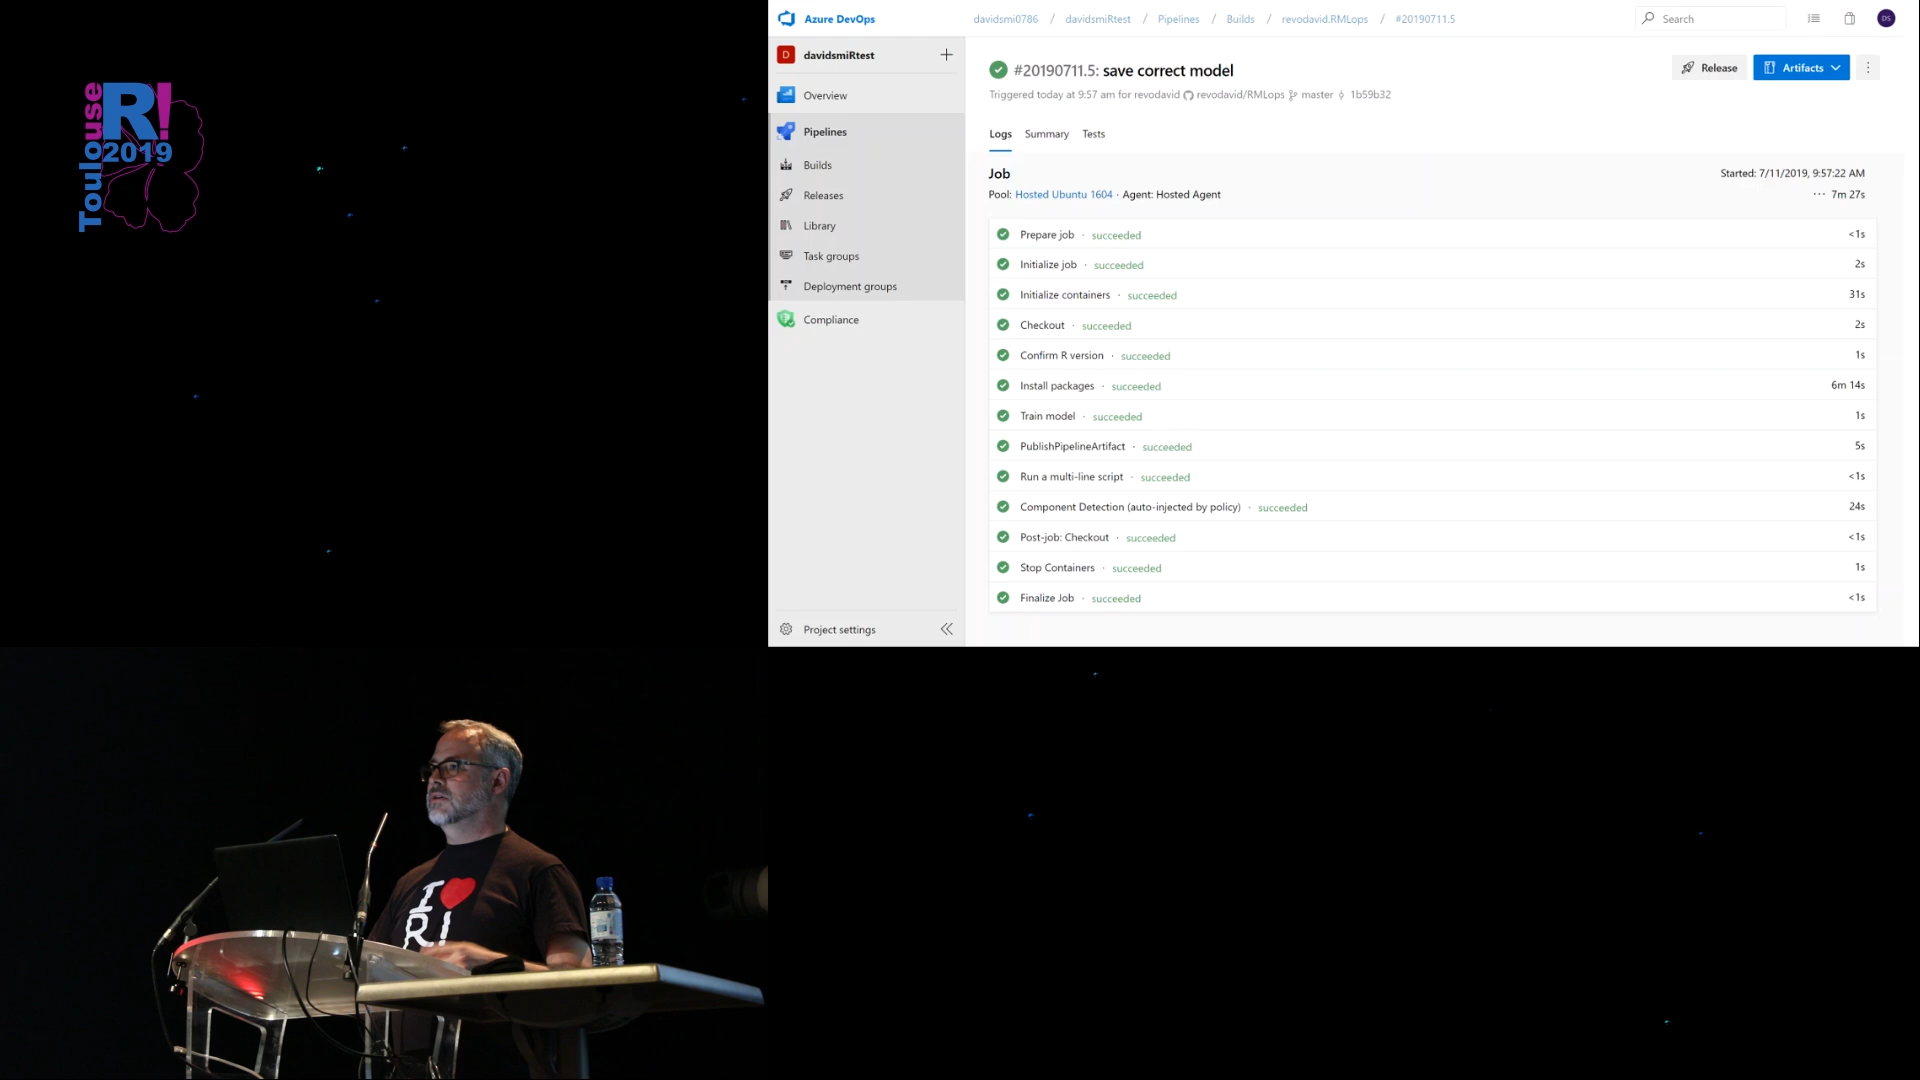 Toulouse
R!
2019
Azure DevOps
davidsmi0786 / davidsmiRtest / Pipelines / Builds / revodavid.RMLops / #20190711.5
Search
DS
D davidsmiRtest
Overview
Pipelines
Builds
Releases
Library
Task groups
Deployment groups
Compliance
Project settings
#20190711.5: save correct model
Release
Artifacts
Triggered today at 9:57 am for revodavid revodavid/RMLops master 1b59b32
Logs Summary Tests
Job
Started: 7/11/2019, 9:57:22 AM
Pool: Hosted Ubuntu 1604 · Agent: Hosted Agent
··· 7m 27s
Prepare job · succeeded <1s
Initialize job · succeeded 2s
Initialize containers · succeeded 31s
Checkout · succeeded 2s
Confirm R version · succeeded 1s
Install packages · succeeded 6m 14s
Train model · succeeded 1s
PublishPipelineArtifact · succeeded 5s
Run a multi-line script · succeeded <1s
Component Detection (auto-injected by policy) · succeeded 24s
Post-job: Checkout · succeeded <1s
Stop Containers · succeeded 1s
Finalize Job · succeeded <1s
I
R!